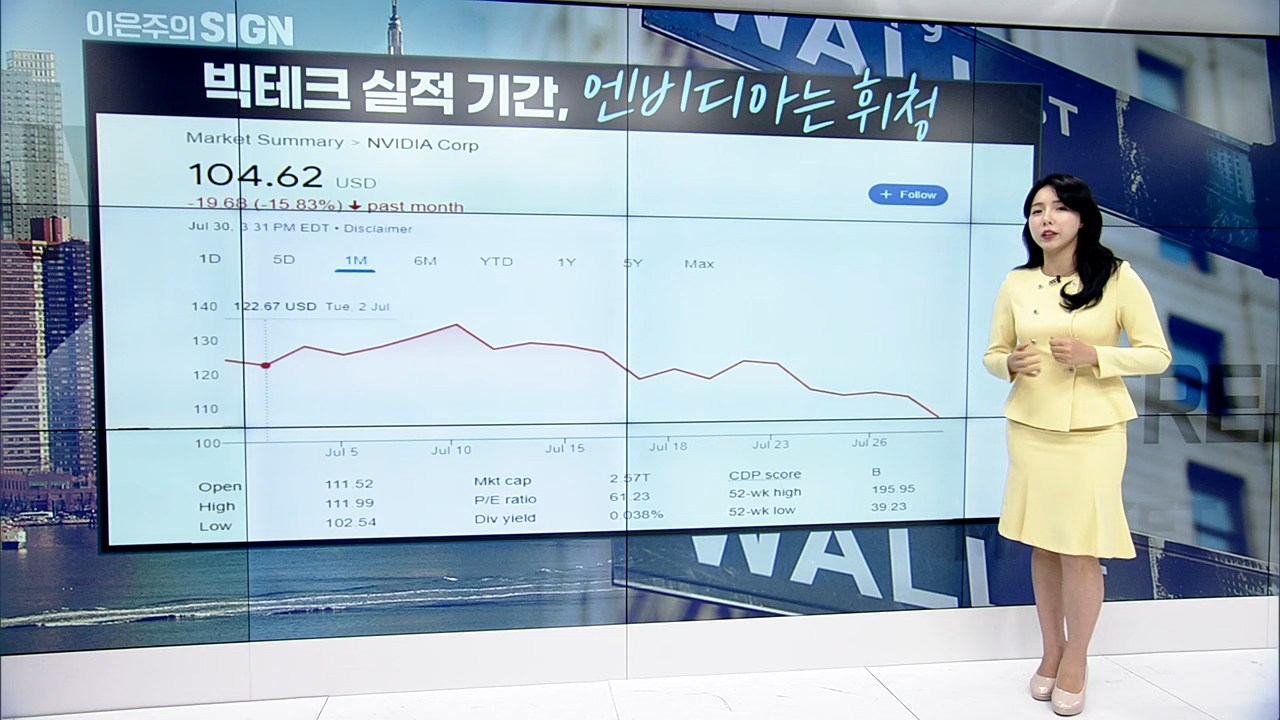 이은주의 SIGN
빅테크 실적 기간, 엔비디아는 휘청
Market Summary > NVIDIA Corp
104.62 USD
-19.68 (-15.83%) ↓ past month
+ Follow
Jul 30, 3:31 PM EDT • Disclaimer
1D 5D 1M 6M YTD 1Y 5Y Max
122.67 USD Tue, 2 Jul
140
130
120
110
100
Jul 5 Jul 10 Jul 15 Jul 18 Jul 23 Jul 26
Open 111.52 Mkt cap 2.57T CDP score B
High 111.99 P/E ratio 61.23 52-wk high 195.95
Low 102.54 Div yield 0.038% 52-wk low 39.23
WALL
ST
WALL